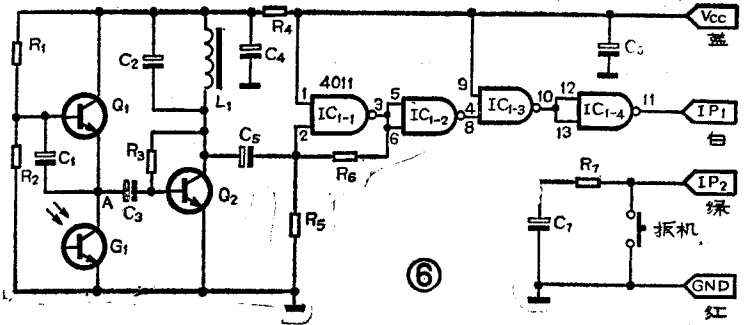 R4
Vcc
蓝
R1
C2
L1
C4
4011
Q1
1
IC1-1
3
5
IC1-2
4
9
IC1-3
10
12
IC1-4
11
IP1
白
2
6
8
13
C1
R2
R3
C5
R6
R7
IP2
绿
A
C3
Q2
R5
C7
扳机
G1
6
GND
红